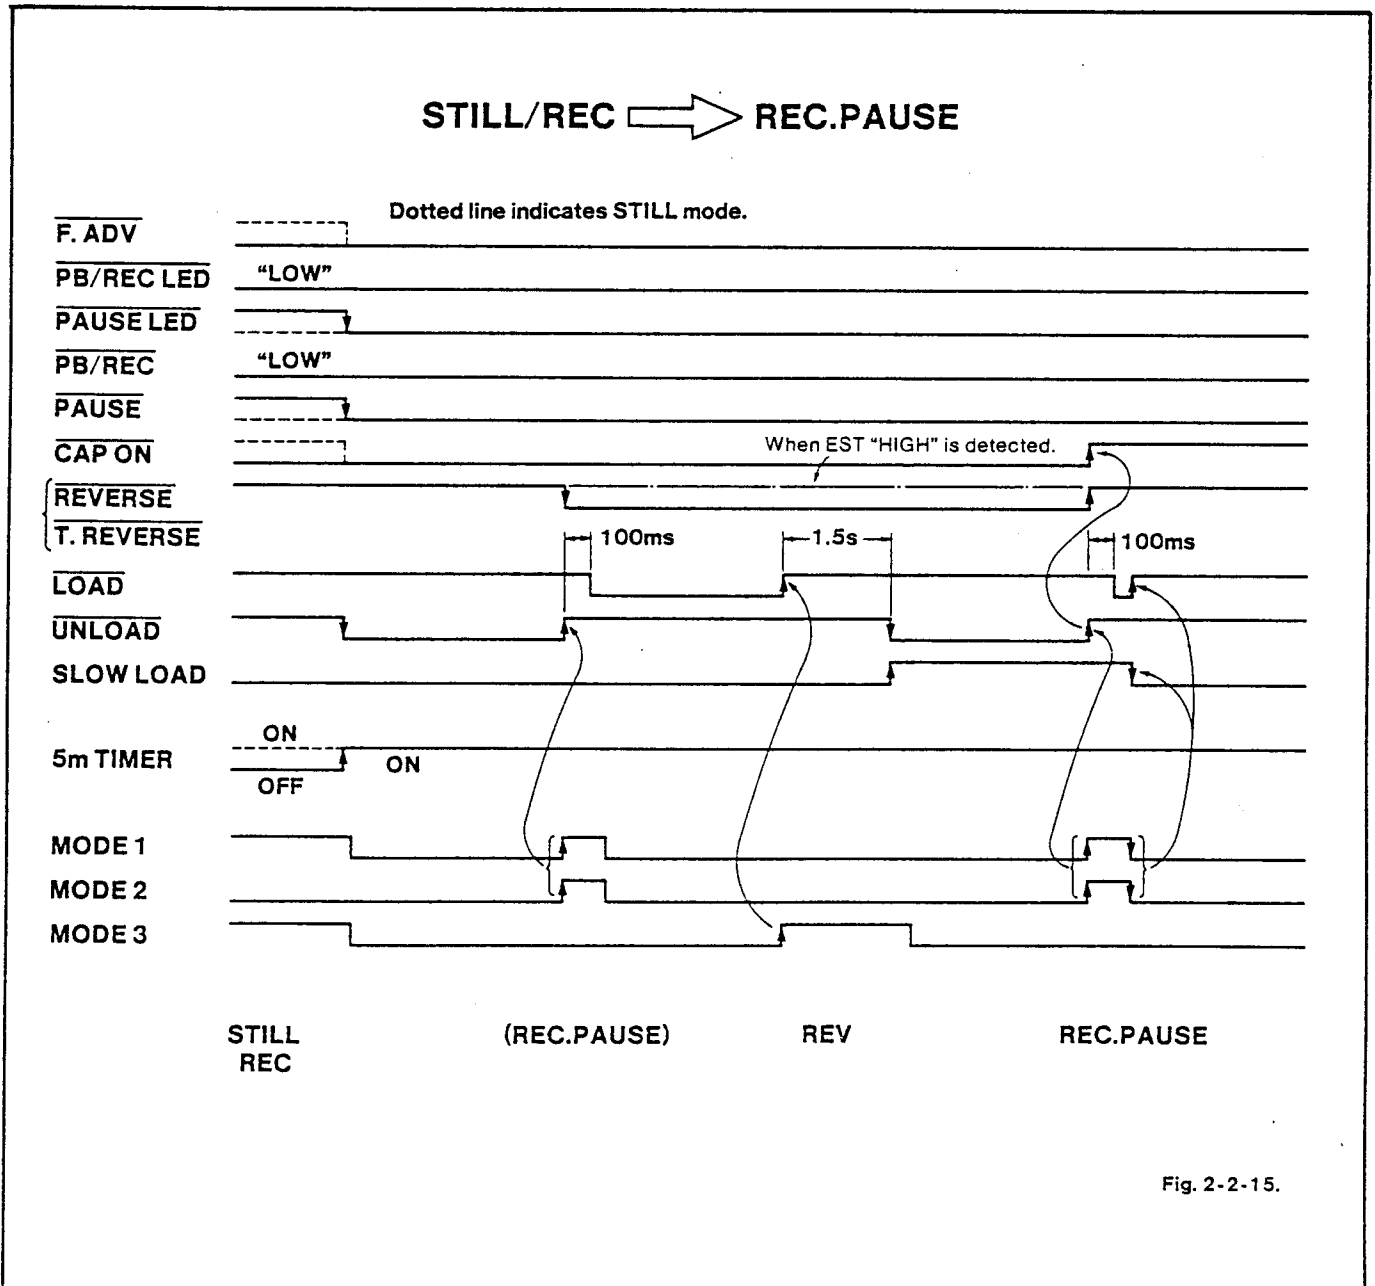 STILL/REC REC.PAUSE
Dotted line indicates STILL mode.
F. ADV
PB/REC LED "LOW"
PAUSE LED
PB/REC "LOW"
PAUSE
CAP ON
When EST "HIGH" is detected.
REVERSE
T. REVERSE
100ms 1.5s 100ms
LOAD
UNLOAD
SLOW LOAD
ON
5m TIMER
ON
OFF
MODE 1
MODE 2
MODE 3
STILL (REC.PAUSE) REV REC.PAUSE
REC
Fig. 2-2-15.